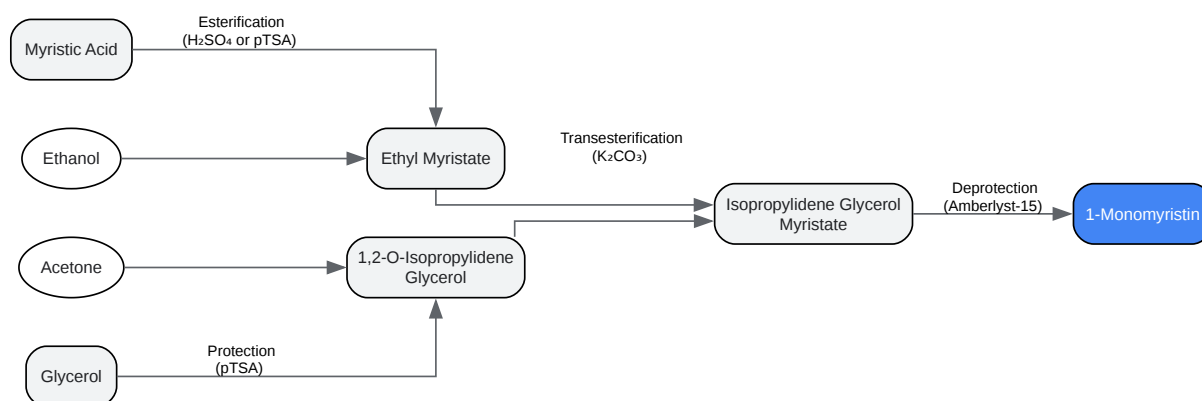 Esterification
(H₂SO₄ or pTSA)
Myristic Acid
Ethanol
Ethyl Myristate
Transesterification
(K₂CO₃)
Isopropylidene Glycerol
Myristate
Deprotection
(Amberlyst-15)
1-Monomyristin
Acetone
1,2-O-Isopropylidene
Glycerol
Protection
(pTSA)
Glycerol